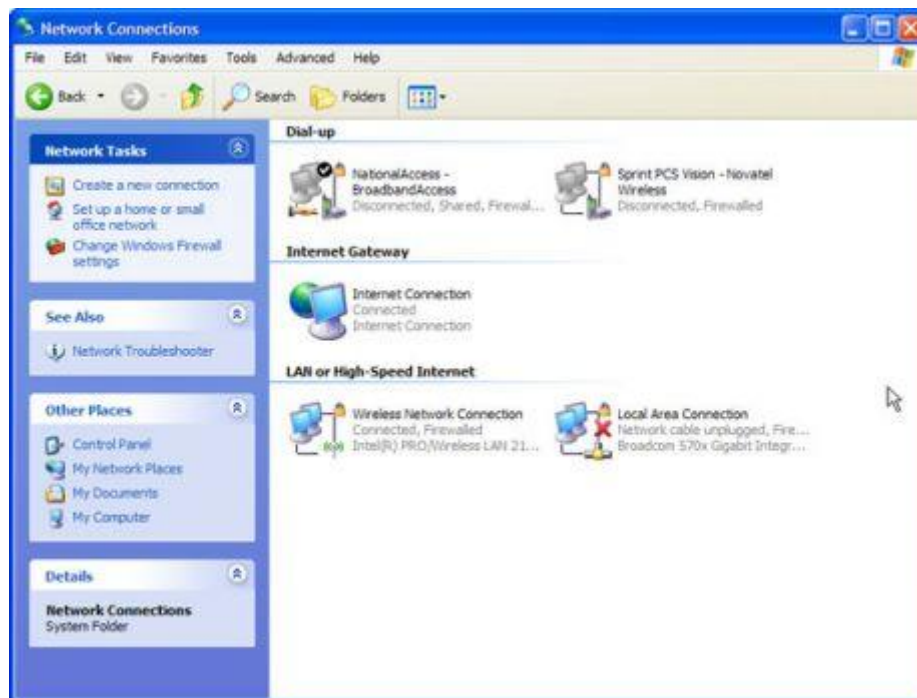 Network Connections
File Edit View Favorites Tools Advanced Help
Back Search Folders
Network Tasks
Create a new connection
Set up a home or small
office network
Change Windows Firewall
settings
See Also
Network Troubleshooter
Other Places
Control Panel
My Network Places
My Documents
My Computer
Details
Network Connections
System Folder
Dial-up
NationalAccess -
BroadbandAccess
Disconnected, Shared, Firewal...
Sprint PCS Vision - Novatel
Wireless
Disconnected, Firewalled
Internet Gateway
Internet Connection
Connected
Internet Connection
LAN or High-Speed Internet
Wireless Network Connection
Connected, Firewalled
Intel(R) PRO/Wireless LAN 21...
Local Area Connection
Network cable unplugged, Fire...
Broadcom 570x Gigabit Integr...